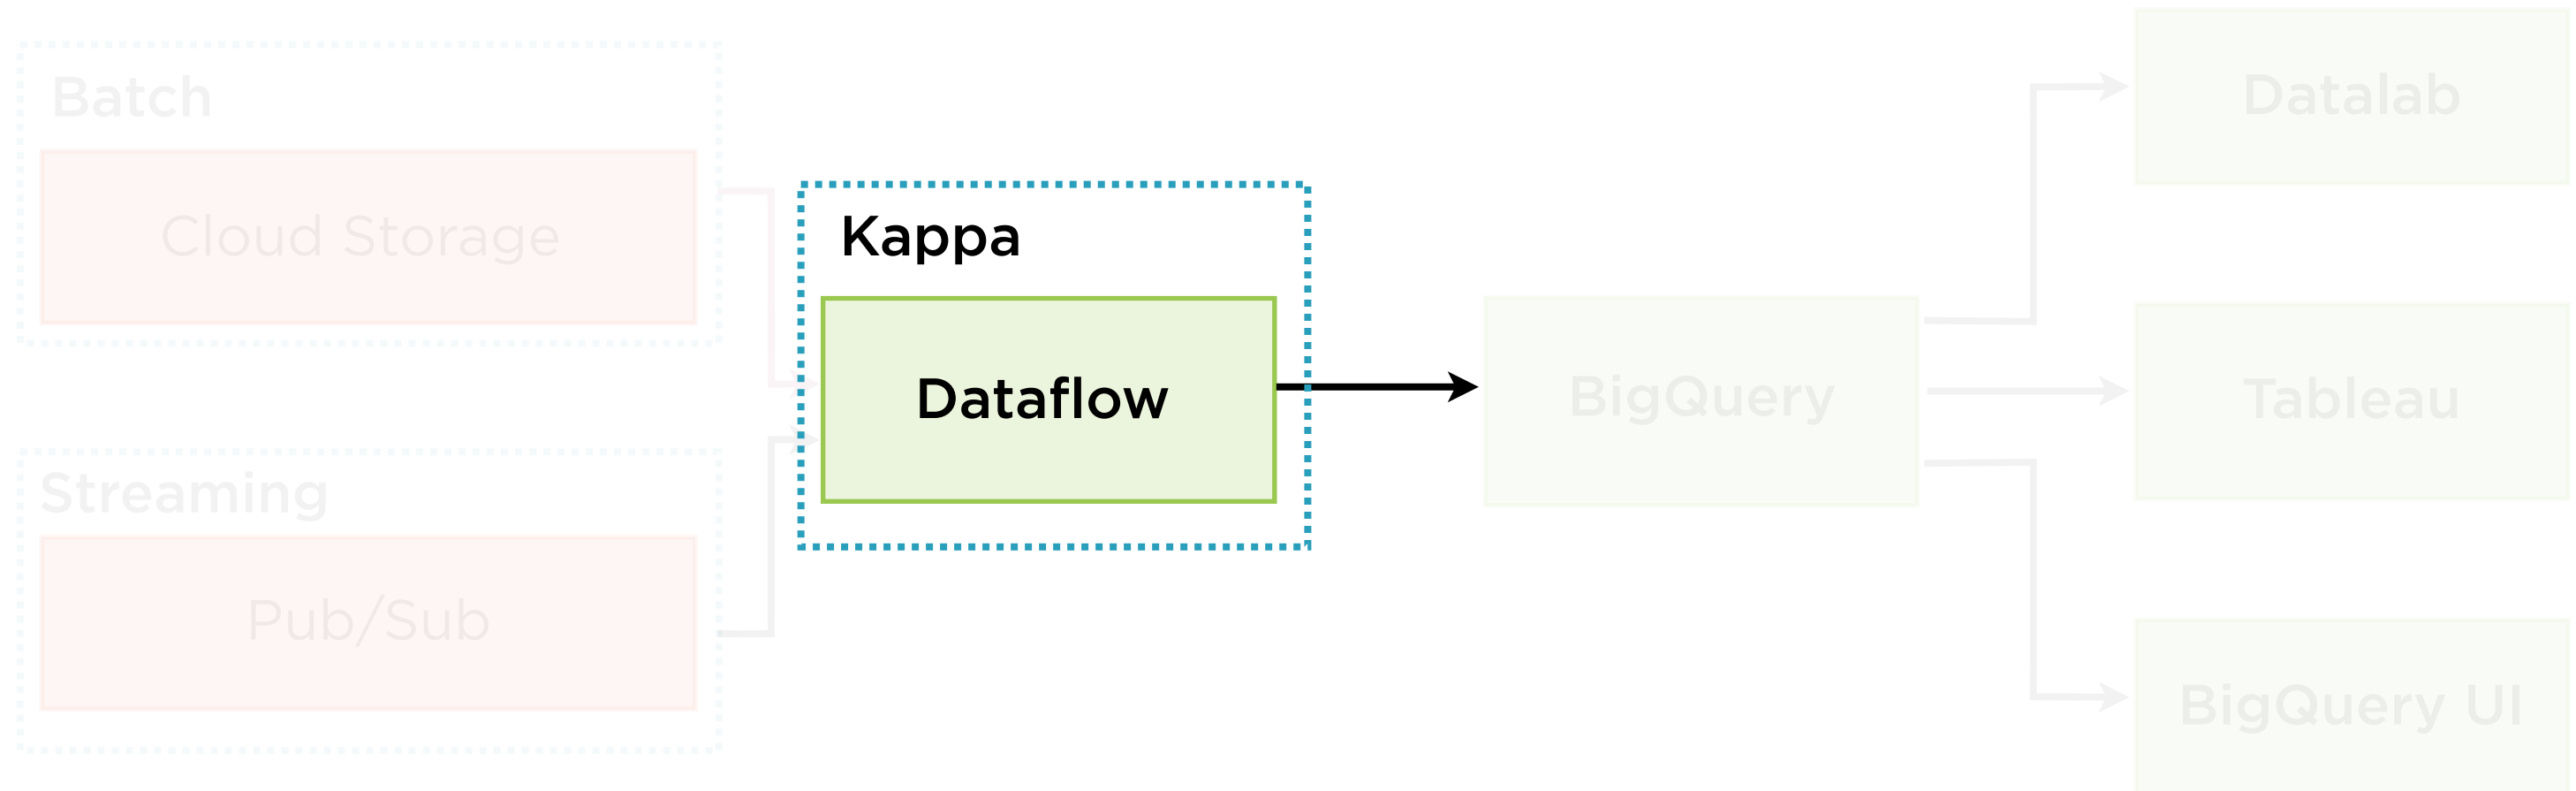 Batch
Cloud Storage
Streaming
Pub/Sub
Kappa
Dataflow
BigQuery
Datalab
Tableau
BigQuery UI